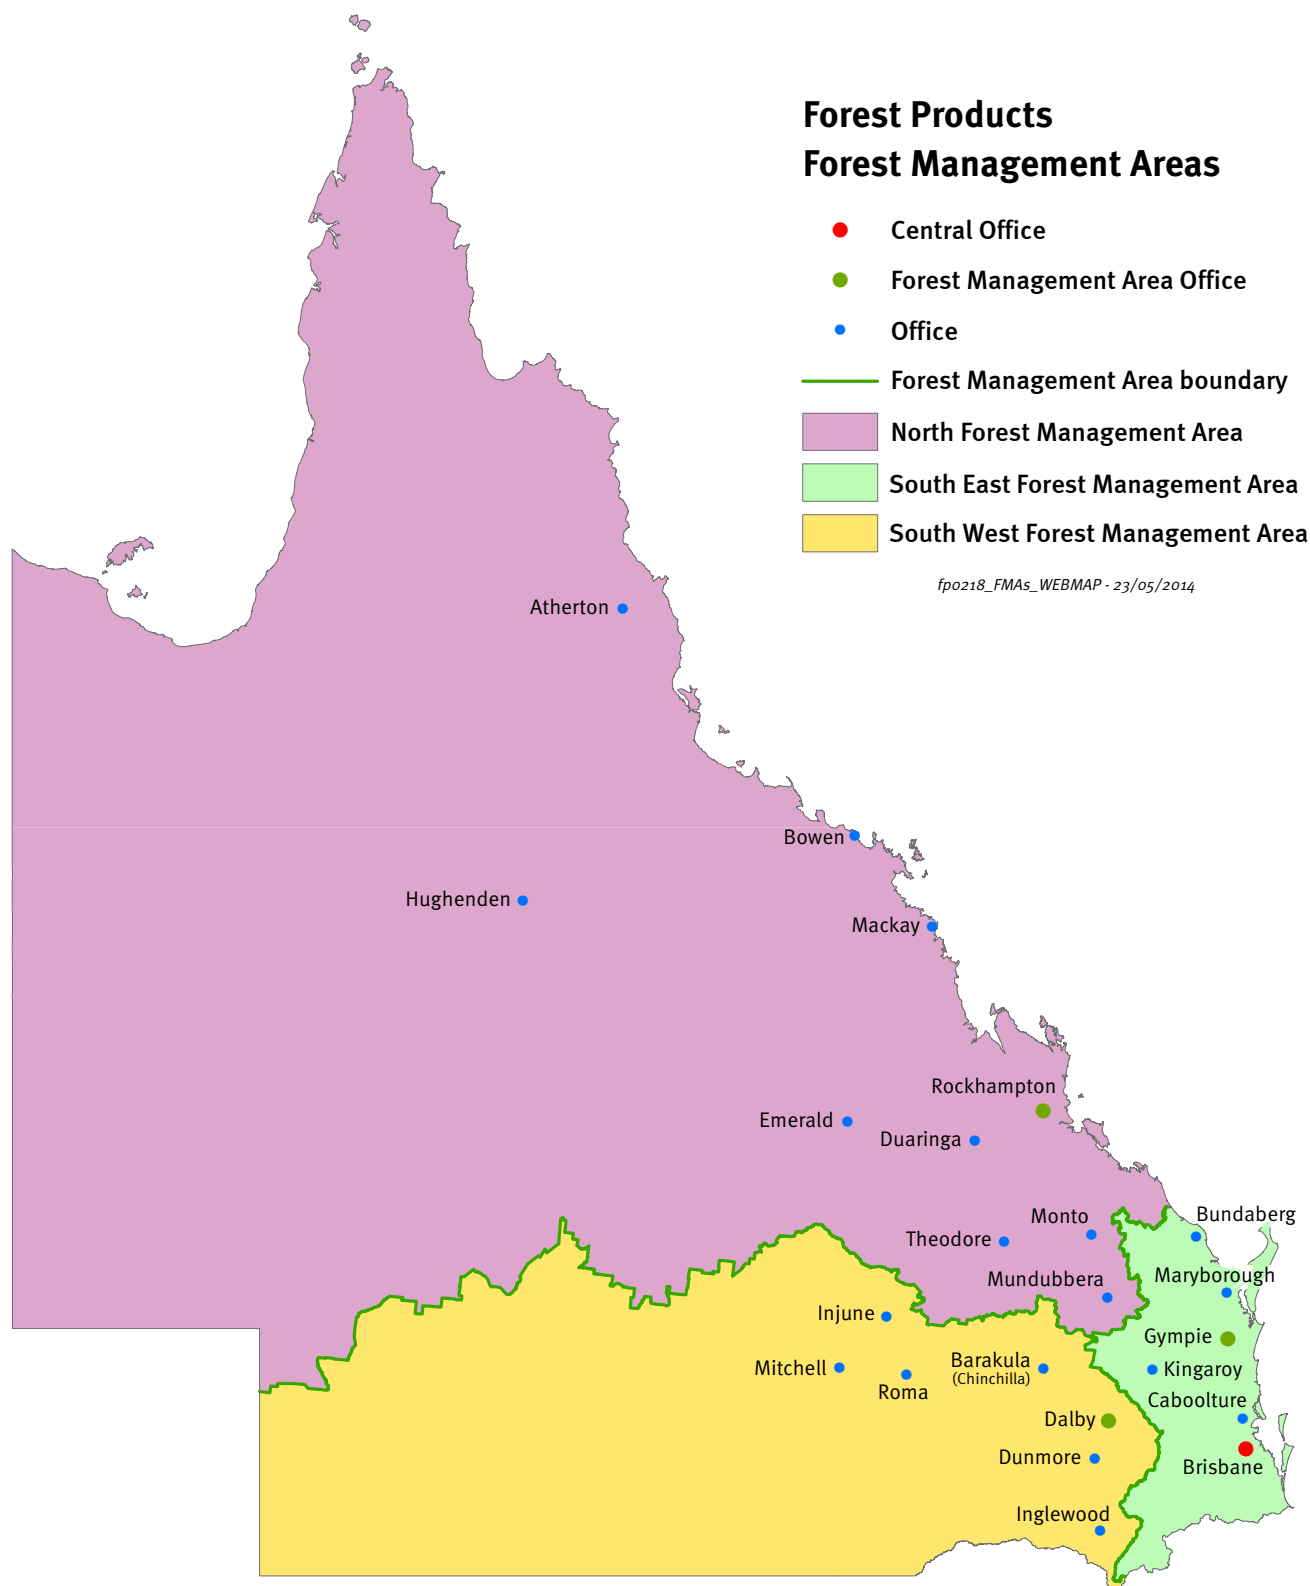 Forest Products
Forest Management Areas
Central Office
Forest Management Area Office
Office
Forest Management Area boundary
North Forest Management Area
South East Forest Management Area
South West Forest Management Area
fp0218_FMAs_WEBMAP - 23/05/2014
Atherton
Bowen
Hughenden
Mackay
Rockhampton
Emerald
Duaringa
Monto
Bundaberg
Theodore
Mundubbera
Maryborough
Injune
Gympie
Mitchell
Barakula
(Chinchilla)
Kingaroy
Roma
Caboolture
Dalby
Dunmore
Brisbane
Inglewood